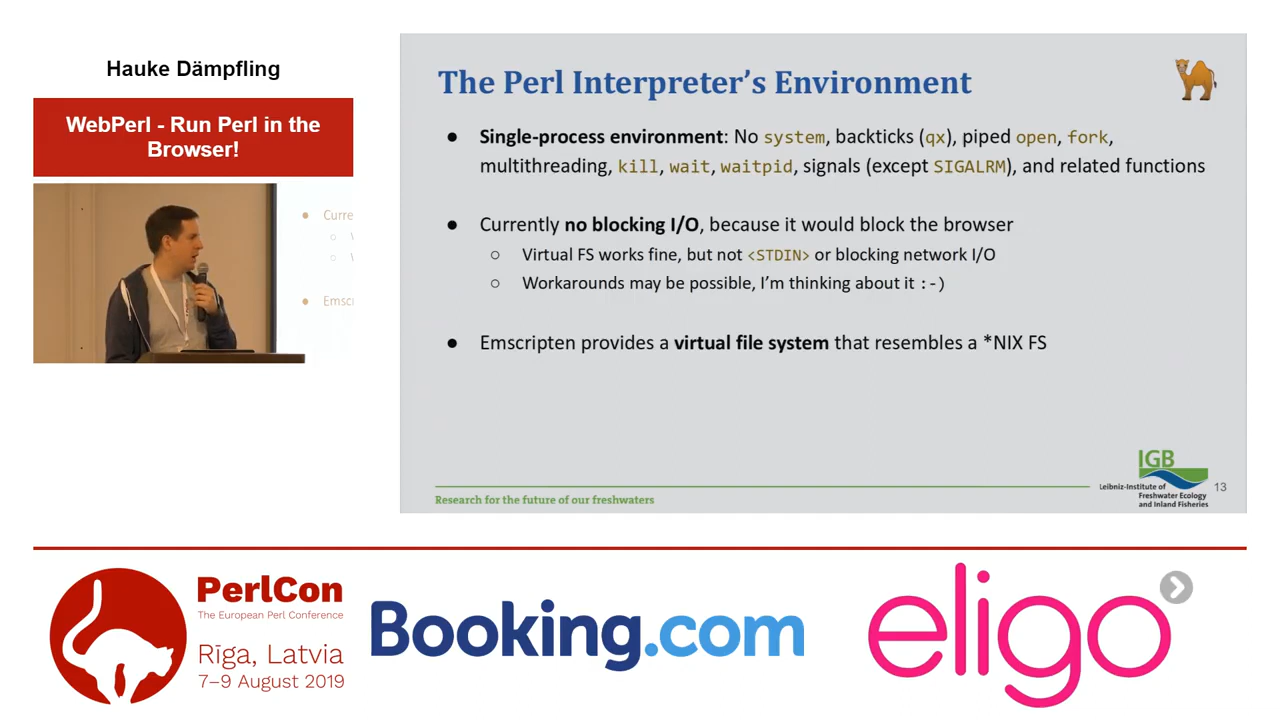 Hauke Dämpfling
WebPerl - Run Perl in the
Browser!
Curre
Emscr
The Perl Interpreter's Environment
● Single-process environment: No system, backticks (qx), piped open, fork,
multithreading, kill, wait, waitpid, signals (except SIGALRM), and related functions
● Currently no blocking I/O, because it would block the browser
○ Virtual FS works fine, but not <STDIN> or blocking network I/O
○ Workarounds may be possible, I'm thinking about it :-)
● Emscripten provides a virtual file system that resembles a *NIX FS
Research for the future of our freshwaters
IGB
Leibniz-Institute of
Freshwater Ecology
and Inland Fisheries
13
PerlCon
The European Perl Conference
Rīga, Latvia
7–9 August 2019
Booking.com
eligo